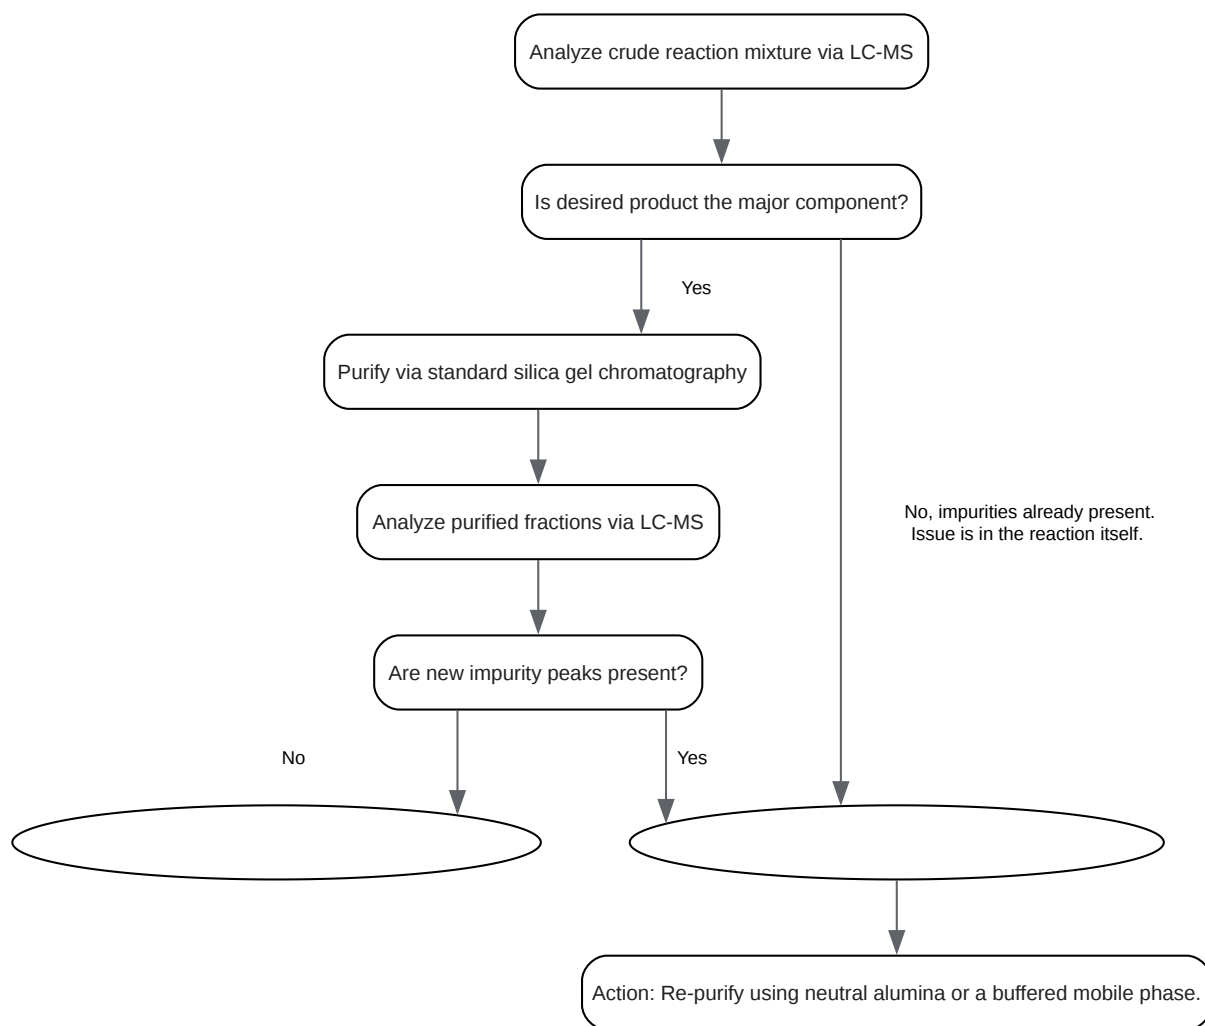 Analyze crude reaction mixture via LC-MS
Is desired product the major component?
Yes
Purify via standard silica gel chromatography
Analyze purified fractions via LC-MS
No, impurities already present.
Issue is in the reaction itself.
Are new impurity peaks present?
No
Yes
Action: Re-purify using neutral alumina or a buffered mobile phase.